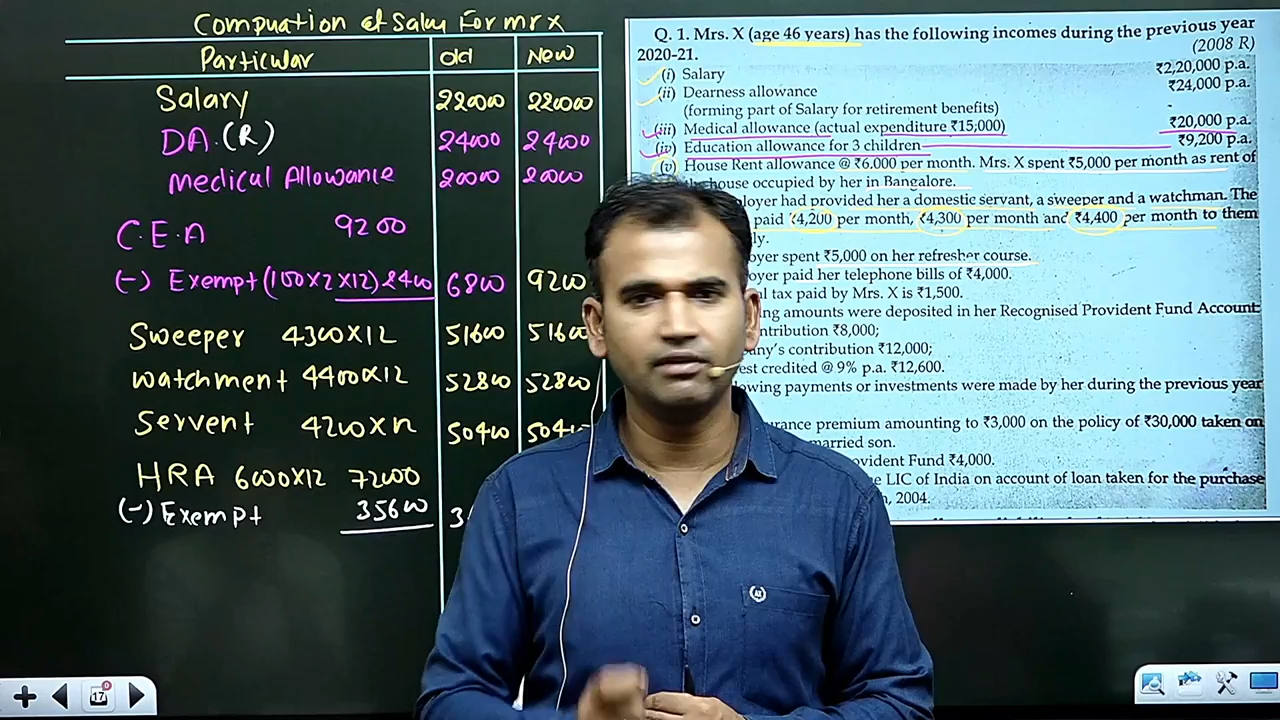 Compuation of Salary For mr x
Particular Old New
Salary 220000 220000
DA.(R) 24000 24000
medical Allowance 20000 20000
C.E.A 9200
(-) Exempt (100x2x12) 2400 6800 9200
Sweeper 4300x12 51600 51600
watchment 4400x12 52800 52800
Servent 4200x12 50400
HRA 6000x12 72000
(-) Exempt 35600
Q. 1. Mrs. X (age 46 years) has the following incomes during the previous year
2020-21. (2008 R)
(i) Salary ₹2,20,000 p.a.
(ii) Dearness allowance ₹24,000 p.a.
(forming part of Salary for retirement benefits)
(iii) Medical allowance (actual expenditure ₹15,000) ₹20,000 p.a.
(iv) Education allowance for 3 children ₹9,200 p.a.
(v) House Rent allowance @ ₹6,000 per month. Mrs. X spent ₹5,000 per month as rent of
house occupied by her in Bangalore.
had provided her a domestic servant, a sweeper and a watchman. The
paid ₹4,200 per month, ₹4,300 per month and ₹4,400 per month to them
spent ₹5,000 on her refresher course.
paid her telephone bills of ₹4,000.
tax paid by Mrs. X is ₹1,500.
amounts were deposited in her Recognised Provident Fund Account:
₹8,000;
contribution ₹12,000;
credited @ 9% p.a. ₹12,600.
payments or investments were made by her during the previous year
premium amounting to ₹3,000 on the policy of ₹30,000 taken on
married son.
Fund ₹4,000.
LIC of India on account of loan taken for the purchase
2004.
17
0
AX